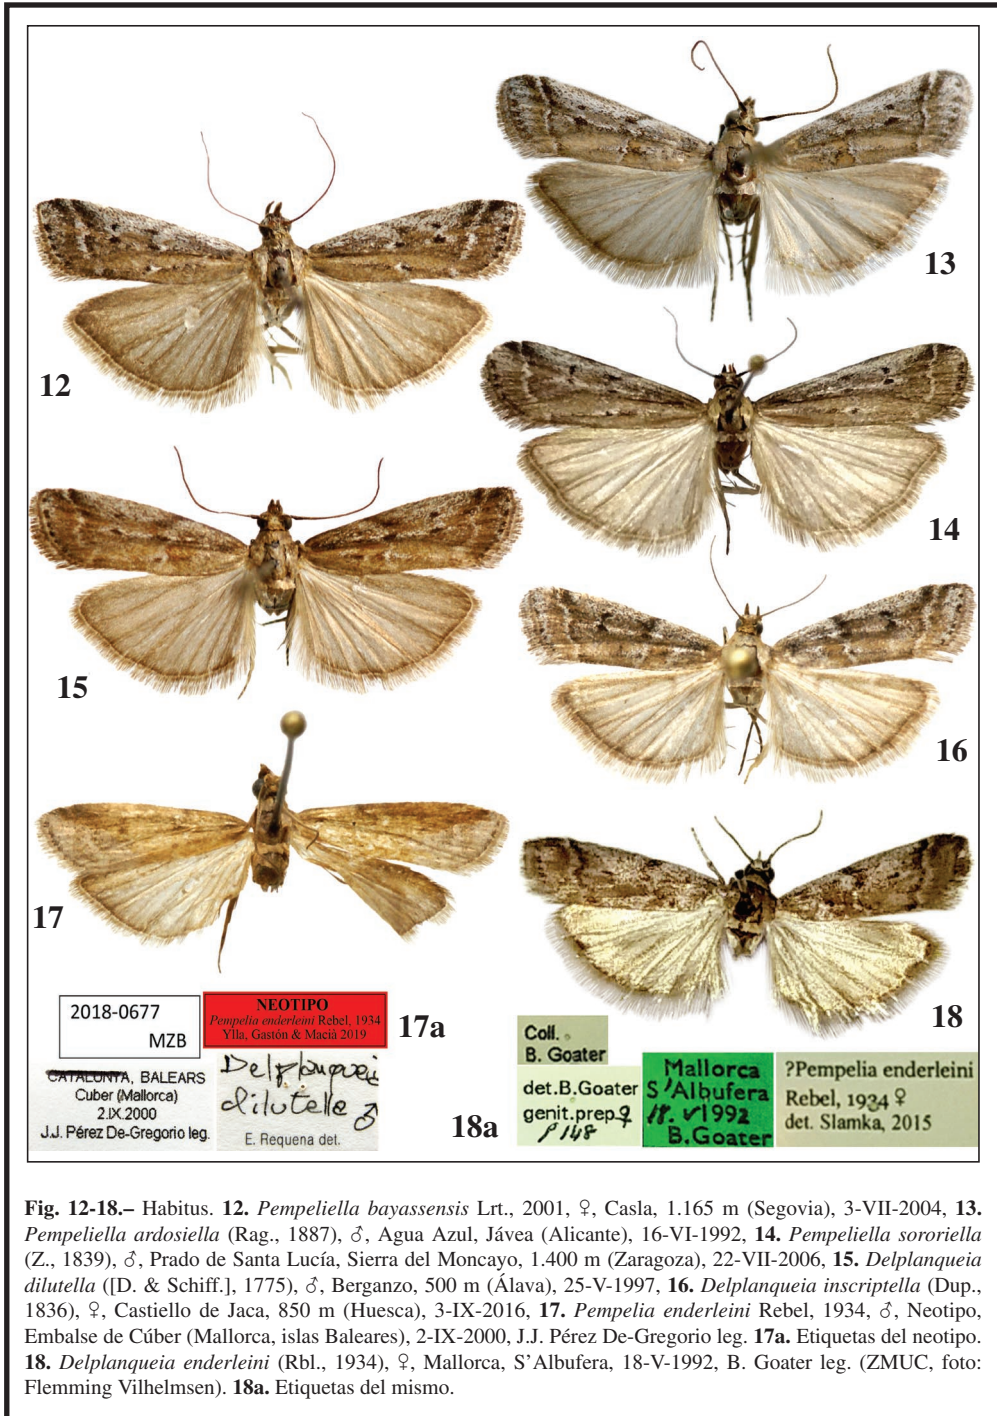 12
13
14
15
16
17
18
2018-0677
MZB
NEOTIPO
Pempelia enderleini Rebel, 1934
Ylla, Gastón & Macià 2019
17a
CATALUNYA, BALEARS
Cuber (Mallorca)
2.IX.2000
J.J. Pérez De-Gregorio leg.
Delplanqueia
dilutella ♂
E. Requena det.
18a
Coll.
B. Goater
det.B.Goater
genit.prep.♀
P148
Mallorca
S'Albufera
18. V 1992
B.Goater
?Pempelia enderleini
Rebel, 1934 ♀
det. Slamka, 2015
Fig. 12-18.– Habitus. 12. Pempeliella bayassensis Lrt., 2001, ♀, Casla, 1.165 m (Segovia), 3-VII-2004, 13.
Pempeliella ardosiella (Rag., 1887), ♂, Agua Azul, Jávea (Alicante), 16-VI-1992, 14. Pempeliella sororiella
(Z., 1839), ♂, Prado de Santa Lucía, Sierra del Moncayo, 1.400 m (Zaragoza), 22-VII-2006, 15. Delplanqueia
dilutella ([D. & Schiff.], 1775), ♂, Berganzo, 500 m (Álava), 25-V-1997, 16. Delplanqueia inscriptella (Dup.,
1836), ♀, Castiello de Jaca, 850 m (Huesca), 3-IX-2016, 17. Pempelia enderleini Rebel, 1934, ♂, Neotipo,
Embalse de Cúber (Mallorca, islas Baleares), 2-IX-2000, J.J. Pérez De-Gregorio leg. 17a. Etiquetas del neotipo.
18. Delplanqueia enderleini (Rbl., 1934), ♀, Mallorca, S'Albufera, 18-V-1992, B. Goater leg. (ZMUC, foto:
Flemming Vilhelmsen). 18a. Etiquetas del mismo.